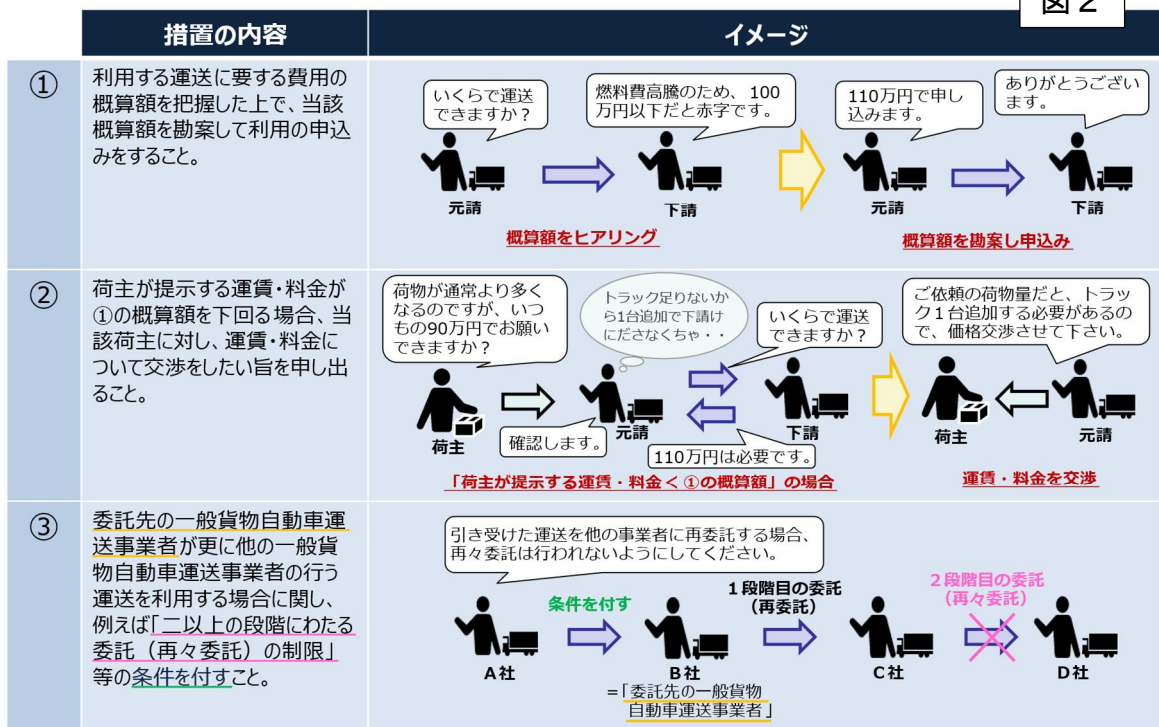 図２
措置の内容
イメージ
①
利用する運送に要する費用の
概算額を把握した上で、当該
概算額を勘案して利用の申込
みをすること。
いくらで運送
できますか？
燃料費高騰のため、100
万円以下だと赤字です。
110万円で申し
込みます。
ありがとうござい
ます。
元請
下請
元請
下請
概算額をヒアリング
概算額を勘案し申込み
②
荷主が提示する運賃・料金が
①の概算額を下回る場合、当
該荷主に対し、運賃・料金に
ついて交渉をしたい旨を申し出
ること。
荷物が通常より多く
なるのですが、いつ
もの90万円でお願い
できますか？
トラック足りないか
ら1台追加で下請け
にださなくちゃ・・
いくらで運送
できますか？
ご依頼の荷物量だと、トラッ
ク１台追加する必要があるの
で、価格交渉させて下さい。
荷主
確認します。
元請
下請
110万円は必要です。
荷主
元請
「荷主が提示する運賃・料金＜①の概算額」の場合
運賃・料金を交渉
③
委託先の一般貨物自動車運
送事業者が更に他の一般貨
物自動車運送事業者の行う
運送を利用する場合に関し、
例えば「二以上の段階にわたる
委託（再々委託）の制限」
等の条件を付すこと。
引き受けた運送を他の事業者に再委託する場合、
再々委託は行われないようにしてください。
条件を付す
１段階目の委託
（再委託）
２段階目の委託
（再々委託）
A社
B社
C社
D社
＝「委託先の一般貨物
自動車運送事業者」